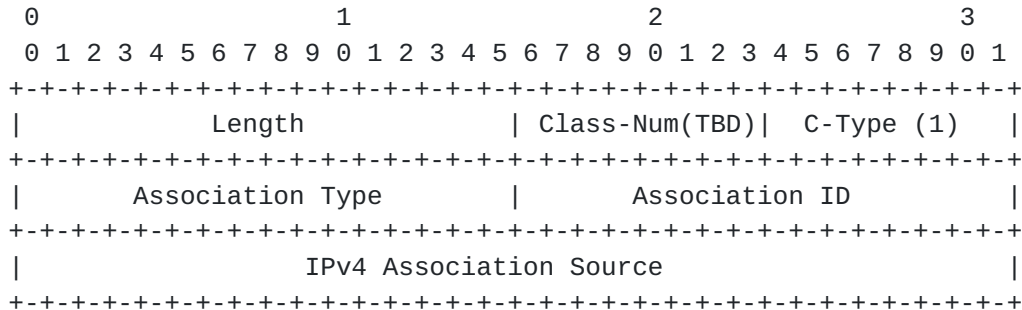 0                   1                   2                   3
 0 1 2 3 4 5 6 7 8 9 0 1 2 3 4 5 6 7 8 9 0 1 2 3 4 5 6 7 8 9 0 1
+-+-+-+-+-+-+-+-+-+-+-+-+-+-+-+-+-+-+-+-+-+-+-+-+-+-+-+-+-+-+-+-+
|            Length             | Class-Num(TBD)|  C-Type (1)   |
+-+-+-+-+-+-+-+-+-+-+-+-+-+-+-+-+-+-+-+-+-+-+-+-+-+-+-+-+-+-+-+-+
|       Association Type        |       Association ID          |
+-+-+-+-+-+-+-+-+-+-+-+-+-+-+-+-+-+-+-+-+-+-+-+-+-+-+-+-+-+-+-+-+
|                  IPv4 Association Source                      |
+-+-+-+-+-+-+-+-+-+-+-+-+-+-+-+-+-+-+-+-+-+-+-+-+-+-+-+-+-+-+-+-+